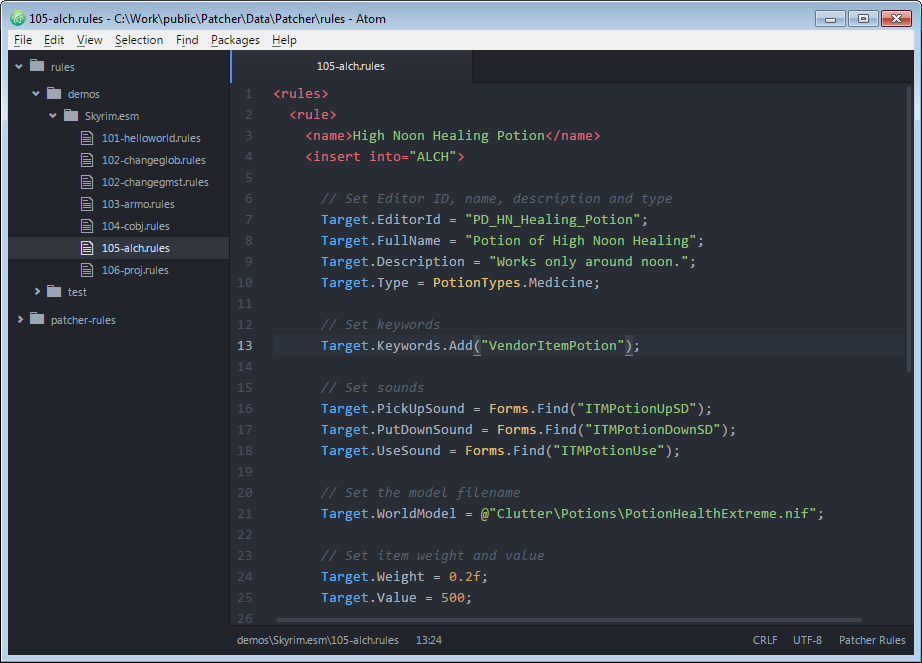 105-alch.rules - C:\Work\public\Patcher\Data\Patcher\rules - Atom
File Edit View Selection Find Packages Help
rules
demos
Skyrim.esm
101-helloworld.rules
102-changeglob.rules
102-changegmst.rules
103-armo.rules
104-cobj.rules
105-alch.rules
106-proj.rules
test
patcher-rules
105-alch.rules
1 <rules>
2 <rule>
3 <name>High Noon Healing Potion</name>
4 <insert into="ALCH">
5
6 // Set Editor ID, name, description and type
7 Target.EditorId = "PD_HN_Healing_Potion";
8 Target.FullName = "Potion of High Noon Healing";
9 Target.Description = "Works only around noon.";
10 Target.Type = PotionTypes.Medicine;
11
12 // Set keywords
13 Target.Keywords.Add("VendorItemPotion");
14
15 // Set sounds
16 Target.PickUpSound = Forms.Find("ITMPotionUpSD");
17 Target.PutDownSound = Forms.Find("ITMPotionDownSD");
18 Target.UseSound = Forms.Find("ITMPotionUse");
19
20 // Set the model filename
21 Target.WorldModel = @"Clutter\Potions\PotionHealthExtreme.nif";
22
23 // Set item weight and value
24 Target.Weight = 0.2f;
25 Target.Value = 500;
26
demos\Skyrim.esm\105-alch.rules 13:24 CRLF UTF-8 Patcher Rules